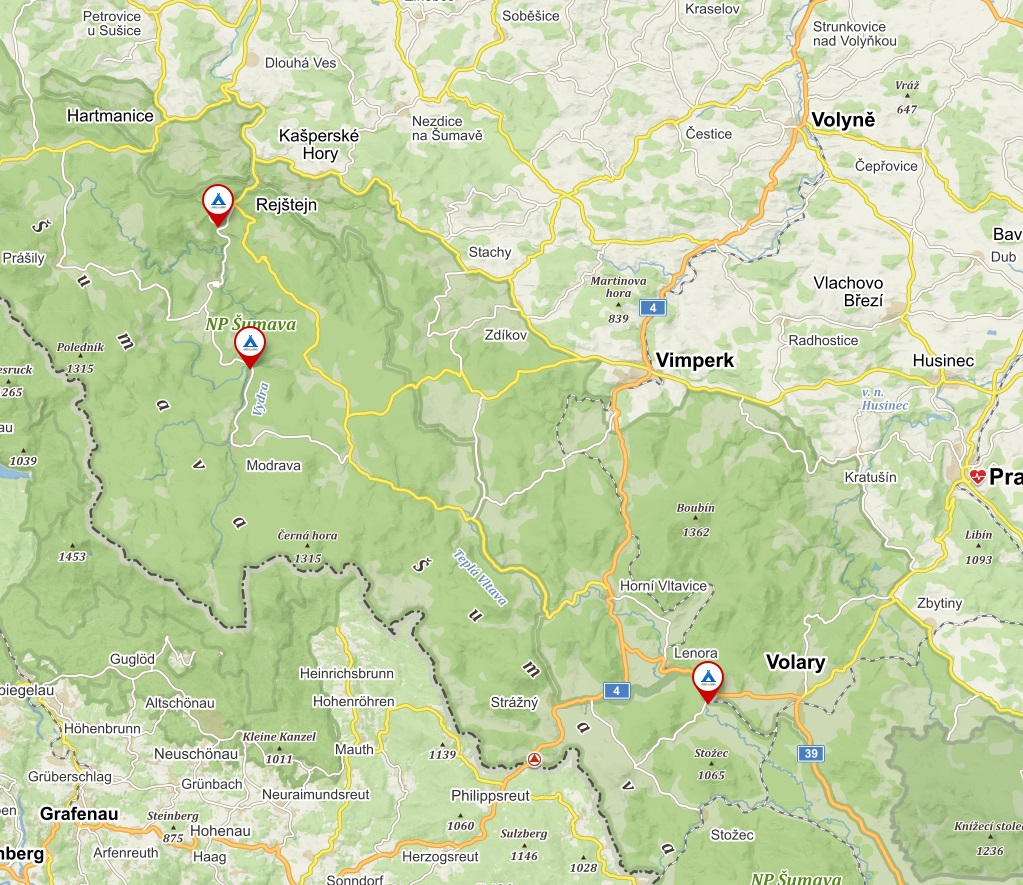 Petrovice
u Sušice
Soběšice
Kraselov
Strunkovice
nad Volyňkou
Dlouhá Ves
Vráž
647
Hartmanice
Nezdice
na Šumavě
Volyně
Kašperské
Hory
Čestice
Čepřovice
Rejštejn
Š
u
m
a
v
a
Bav
Prášily
Stachy
Dub
Martinova
hora
839
4
Vlachovo
Březí
NP Šumava
Zdíkov
Radhostice
Poledník
1315
Vimperk
Husinec
esruck
265
v. n.
Husinec
Vydra
au
1039
Modrava
Kratušín
Pra
Boubín
1362
Černá hora
1315
Libín
1093
1453
Š
u
m
a
v
a
Teplá Vltava
Horní Vltavice
Zbytiny
Guglöd
Lenora
Volary
Heinrichsbrunn
piegelau
Altschönau
Hohenröhren
Strážný
4
Höhenbrunn
Kleine Kanzel
1011
Neuschönau
Mauth
1139
Stožec
1065
39
Grüberschlag
Grünbach
Neuraimundsreut
Philippsreut
Grafenau
Steinberg
875
Hohenau
1060
Sulzberg
1146
Stožec
Knížecí stolec
1236
nberg
Arfenreuth
Haag
Herzogsreut
1028
Sonndorf
NP Šumava